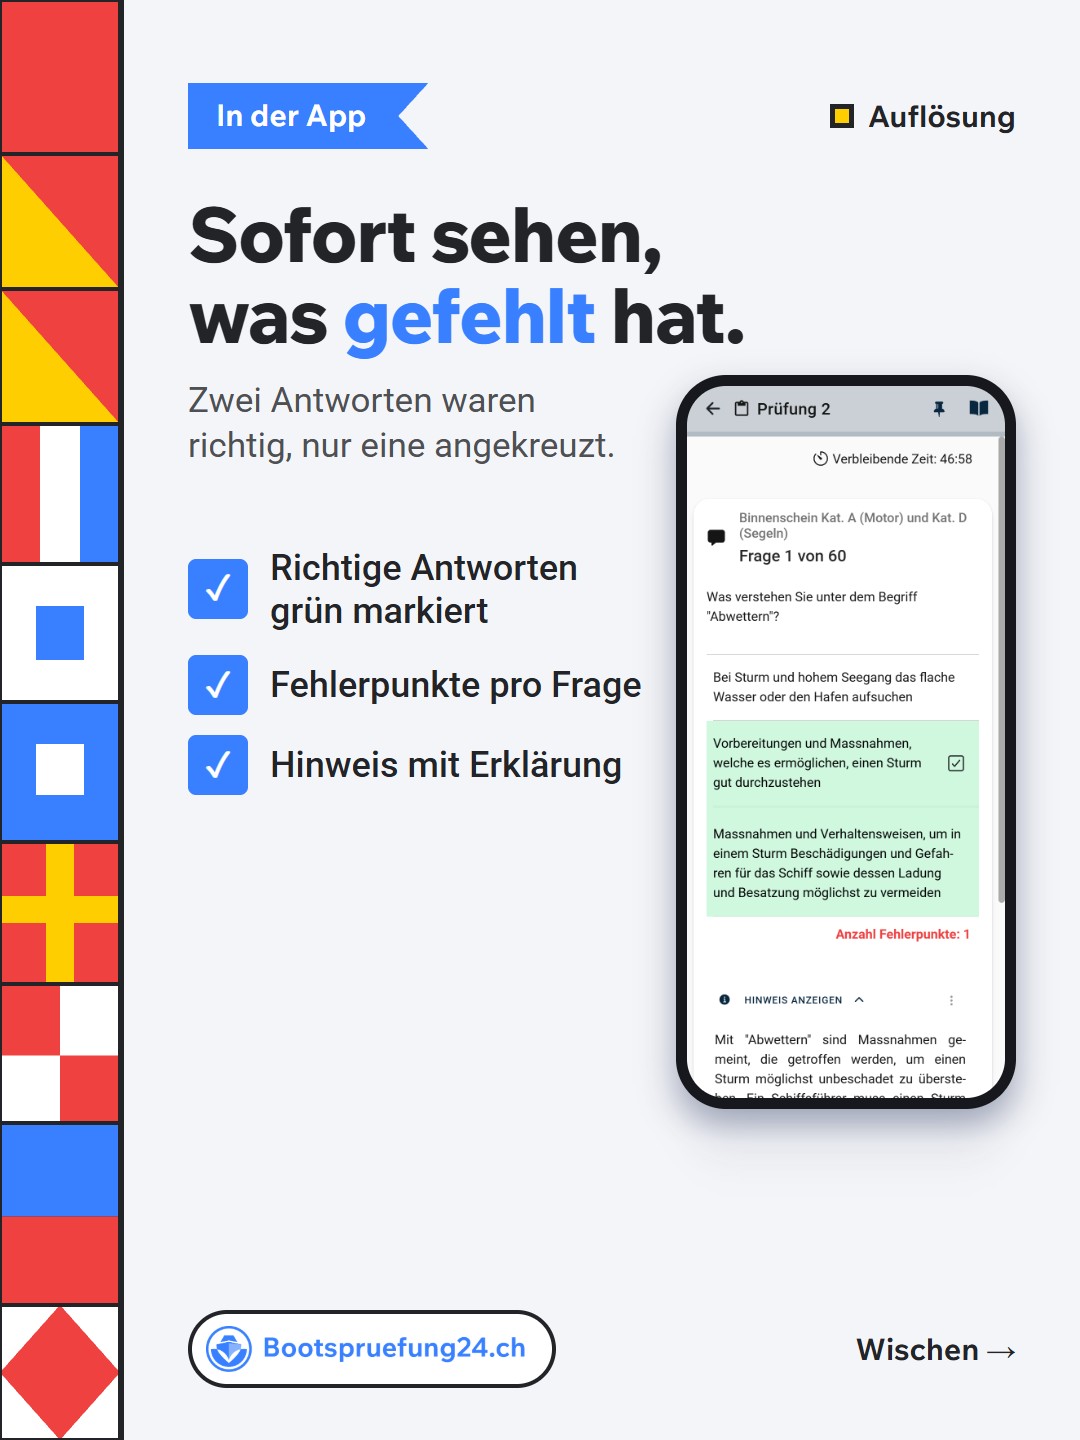 In der App
Auflösung
Sofort sehen,
was gefehlt hat.
Zwei Antworten waren
richtig, nur eine angekreuzt.
Richtige Antworten
grün markiert
Fehlerpunkte pro Frage
Hinweis mit Erklärung
Prüfung 2
Verbleibende Zeit: 46:58
Binnenschein Kat. A (Motor) und Kat. D
(Segeln)
Frage 1 von 60
Was verstehen Sie unter dem Begriff
"Abwettern"?
Bei Sturm und hohem Seegang das flache
Wasser oder den Hafen aufsuchen
Vorbereitungen und Massnahmen,
welche es ermöglichen, einen Sturm
gut durchzustehen
Massnahmen und Verhaltensweisen, um in
einem Sturm Beschädigungen und Gefah-
ren für das Schiff sowie dessen Ladung
und Besatzung möglichst zu vermeiden
Anzahl Fehlerpunkte: 1
HINWEIS ANZEIGEN
Mit "Abwettern" sind Massnahmen ge-
meint, die getroffen werden, um einen
Sturm möglichst unbeschadet zu überste-
hen. Ein Schiffsführer muss einen Sturm
Bootspruefung24.ch
Wischen →